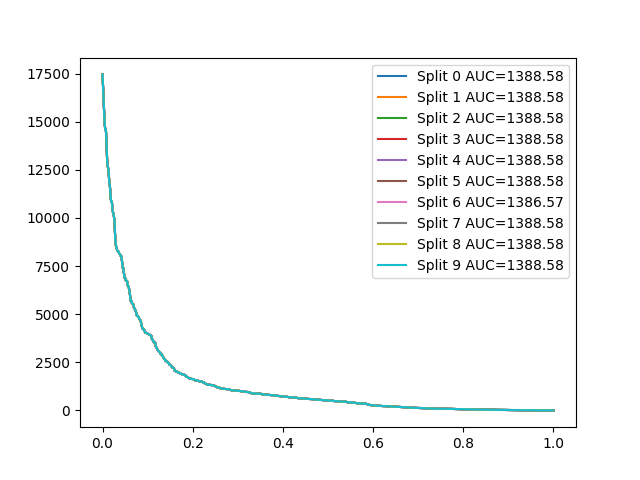 17500
15000
12500
10000
7500
5000
2500
0
0.0 0.2 0.4 0.6 0.8 1.0
Split 0 AUC=1388.58
Split 1 AUC=1388.58
Split 2 AUC=1388.58
Split 3 AUC=1388.58
Split 4 AUC=1388.58
Split 5 AUC=1388.58
Split 6 AUC=1386.57
Split 7 AUC=1388.58
Split 8 AUC=1388.58
Split 9 AUC=1388.58